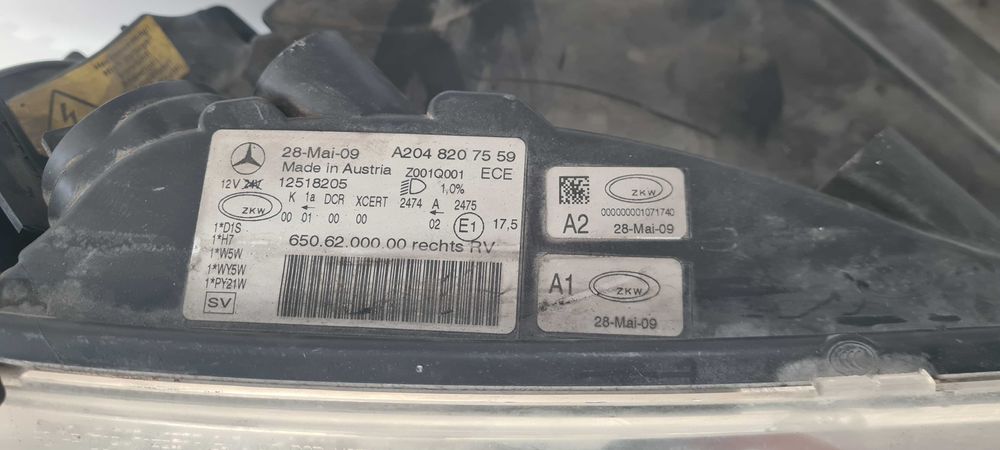 28-Mai-09 A204 820 75 59
Made in Austria Z001Q001 ECE
12V 24V 12518205 1,0%
ZKW K 1a DCR XCERT 2474 A 2475
00 01 00 00 02 E1 17,5
650.62.000.00 rechts RV
1*D1S
1*H7
1*W5W
1*WY5W
1*PY21W
SV
ZKW
000000001071740
A2 28-Mai-09
A1 ZKW
28-Mai-09